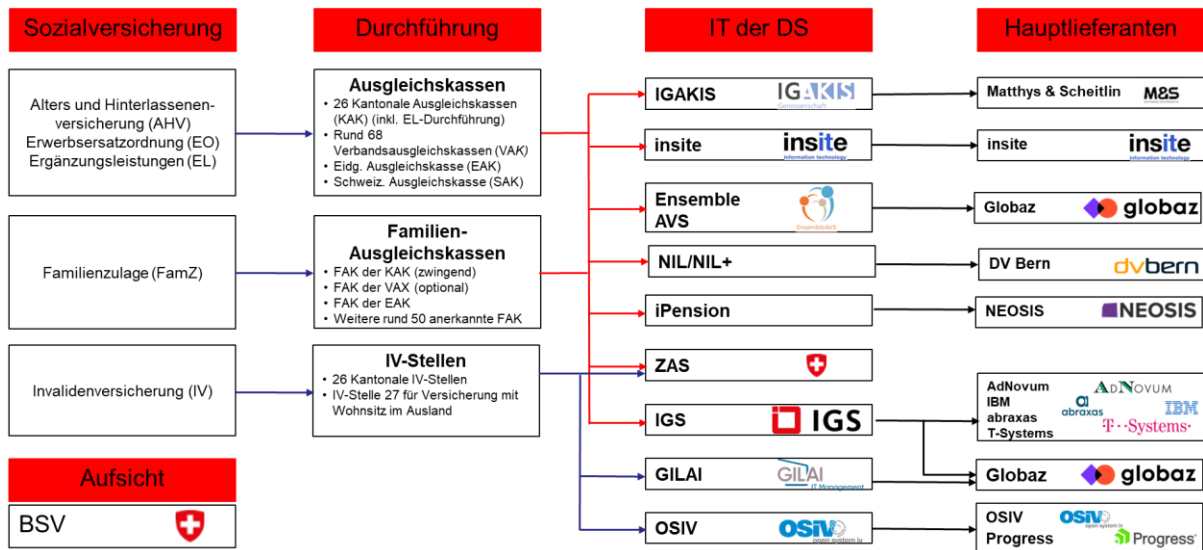 Sozialversicherung
Durchführung
IT der DS
Hauptlieferanten
Alters und Hinterlassenen-
versicherung (AHV)
Erwerbsersatzordnung (EO)
Ergänzungsleistungen (EL)
Ausgleichskassen
• 26 Kantonale Ausgleichskassen
(KAK) (inkl. EL-Durchführung)
• Rund 68
Verbandsausgleichskassen (VAK)
• Eidg. Ausgleichskasse (EAK)
• Schweiz. Ausgleichskasse (SAK)
IGAKIS
IGAKIS
Genossenschaft
Matthys & Scheitlin
M&S
insite
insite
information technology
insite
insite
information technology
Ensemble
AVS
EnsembleAVS
Globaz
globaz
Familienzulage (FamZ)
Familien-
Ausgleichskassen
• FAK der KAK (zwingend)
• FAK der VAX (optional)
• FAK der EAK
• Weitere rund 50 anerkannte FAK
NIL/NIL+
DV Bern
dvbern
iPension
NEOSIS
NEOSIS
Invalidenversicherung (IV)
IV-Stellen
• 26 Kantonale IV-Stellen
• IV-Stelle 27 für Versicherung mit
Wohnsitz im Ausland
ZAS
IGS
IGS
AdNovum
IBM
abraxas
T-Systems
ADNOVUM
abraxas
IBM
T··Systems·
Aufsicht
BSV
GILAI
GILAI
IT Management
Globaz
globaz
OSIV
OSIV
open system iv
OSIV
Progress
OSIV
open system iv
Progress